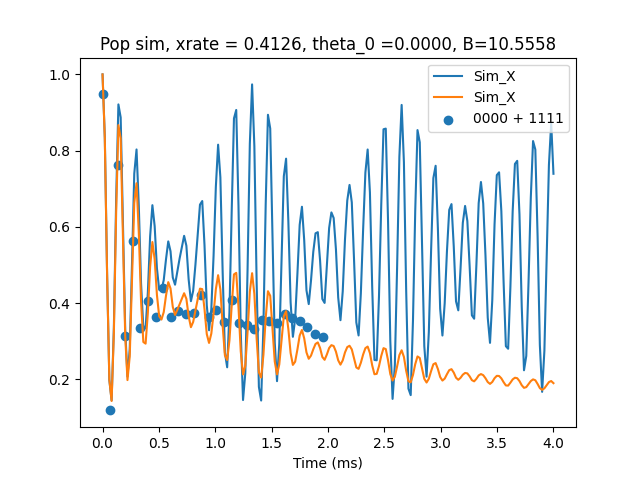 Pop sim, xrate = 0.4126, theta_0 =0.0000, B=10.5558
Sim_X
Sim_X
0000 + 1111
1.0
0.8
0.6
0.4
0.2
0.0 0.5 1.0 1.5 2.0 2.5 3.0 3.5 4.0
Time (ms)